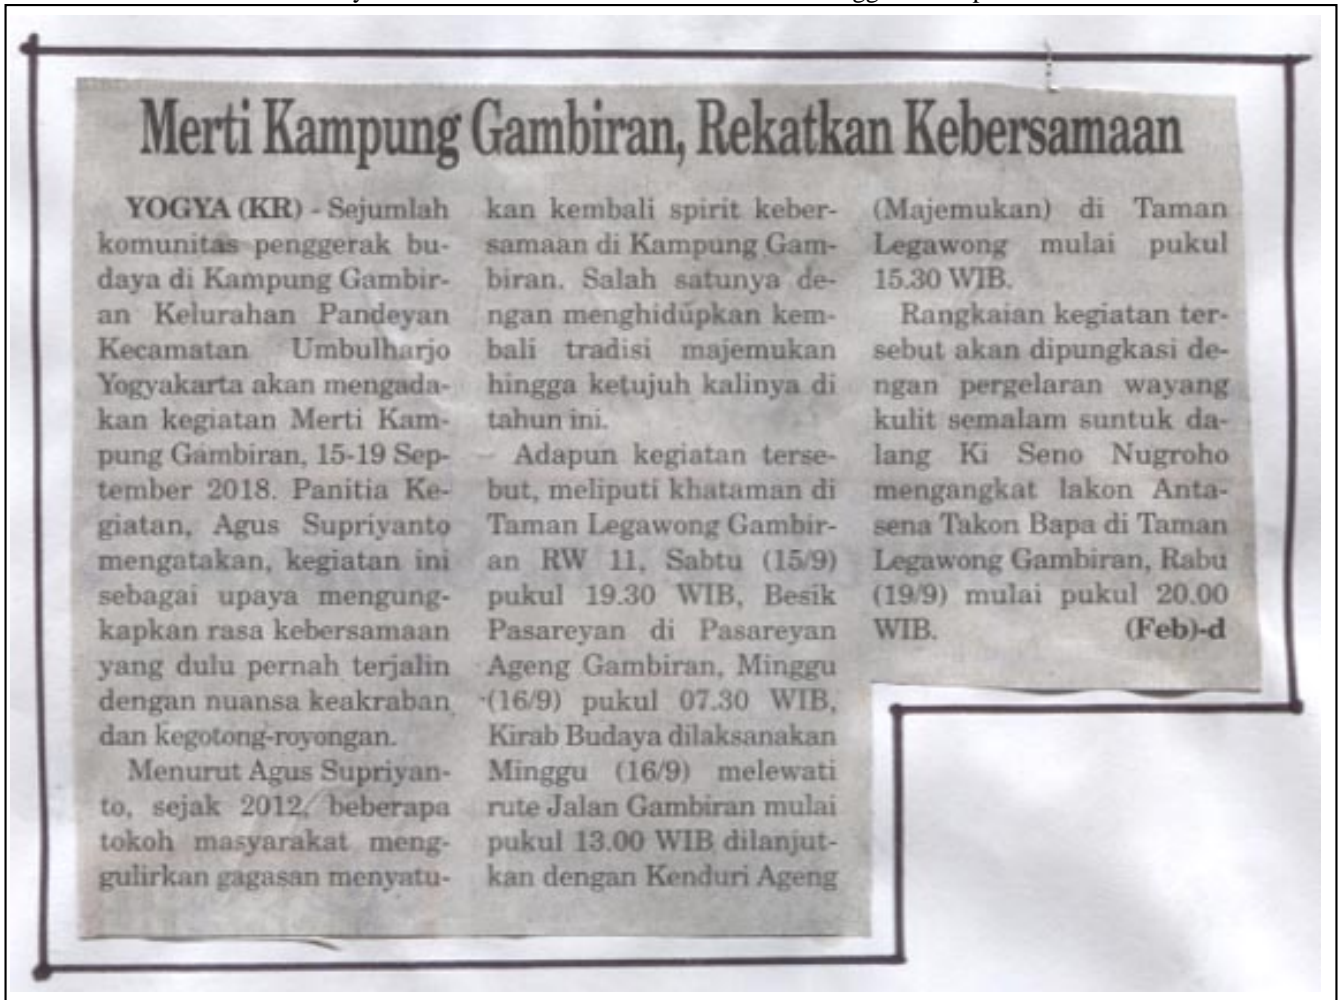 Merti Kampung Gambiran, Rekatkan Kebersamaan
YOGYA (KR) - Sejumlah
komunitas penggerak bu-
daya di Kampung Gambir-
an Kelurahan Pandeyan
Kecamatan Umbulharjo
Yogyakarta akan mengada-
kan kegiatan Merti Kam-
pung Gambiran, 15-19 Sep-
tember 2018. Panitia Ke-
giatan, Agus Supriyanto
mengatakan, kegiatan ini
sebagai upaya mengung-
kapkan rasa kebersamaan
yang dulu pernah terjalin
dengan nuansa keakraban
dan kegotong-royongan.
Menurut Agus Supriyan-
to, sejak 2012, beberapa
tokoh masyarakat meng-
gulirkan gagasan menyatu-
kan kembali spirit keber-
samaan di Kampung Gam-
biran. Salah satunya de-
ngan menghidupkan kem-
bali tradisi majemukan
hingga ketujuh kalinya di
tahun ini.
Adapun kegiatan terse-
but, meliputi khataman di
Taman Legawong Gambir-
an RW 11, Sabtu (15/9)
pukul 19.30 WIB, Besik
Pasareyan di Pasareyan
Ageng Gambiran, Minggu
(16/9) pukul 07.30 WIB,
Kirab Budaya dilaksanakan
Minggu (16/9) melewati
rute Jalan Gambiran mulai
pukul 13.00 WIB dilanjut-
kan dengan Kenduri Ageng
(Majemukan) di Taman
Legawong mulai pukul
15.30 WIB.
Rangkaian kegiatan ter-
sebut akan dipungkasi de-
ngan pergelaran wayang
kulit semalam suntuk da-
lang Ki Seno Nugroho
mengangkat lakon Anta-
sena Takon Bapa di Taman
Legawong Gambiran, Rabu
(19/9) mulai pukul 20.00
WIB. (Feb)-d